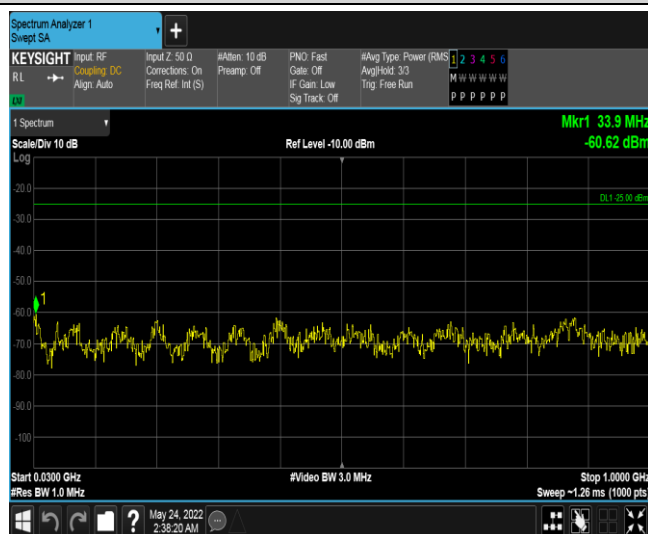 Spectrum Analyzer 1
Swept SA
+
KEYSIGHT
RL
Input: RF
Coupling: DC
Align: Auto
Input Z: 50 Ω
Corrections: On
Freq Ref: Int (S)
#Atten: 10 dB
Preamp: Off
PNO: Fast
Gate: Off
IF Gain: Low
Sig Track: Off
#Avg Type: Power (RMS
Avg|Hold: 3/3
Trig: Free Run
1 2 3 4 5 6
M W W W W W
P P P P P P
1 Spectrum
Mkr1 33.9 MHz
Scale/Div 10 dB
Ref Level -10.00 dBm
-60.62 dBm
Log
DL1 -25.00 dBm
-20.0
-30.0
-40.0
-50.0
-60.0
-70.0
-80.0
-90.0
-100
1
Start 0.0300 GHz
#Video BW 3.0 MHz
Stop 1.0000 GHz
#Res BW 1.0 MHz
Sweep ~1.26 ms (1000 pts)
?
May 24, 2022
2:38:20 AM